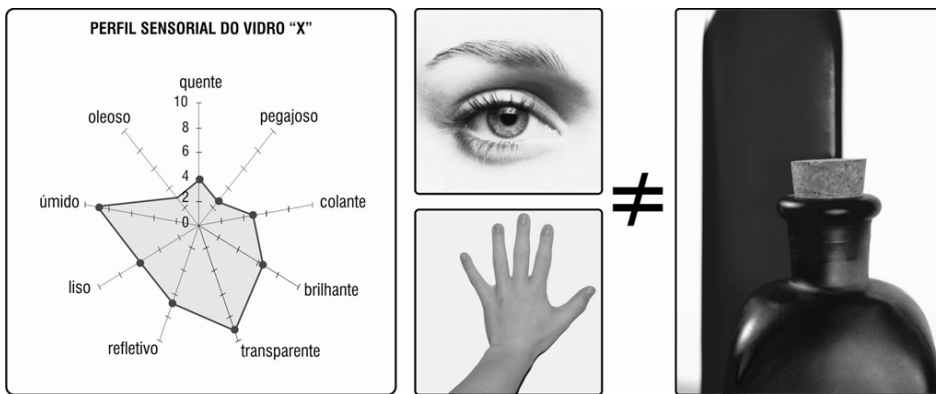 PERFIL SENSORIAL DO VIDRO “X”
quente
10
8
6
4
2
0
oleoso
pegajoso
úmido
colante
liso
brilhante
refletivo
transparente
≠